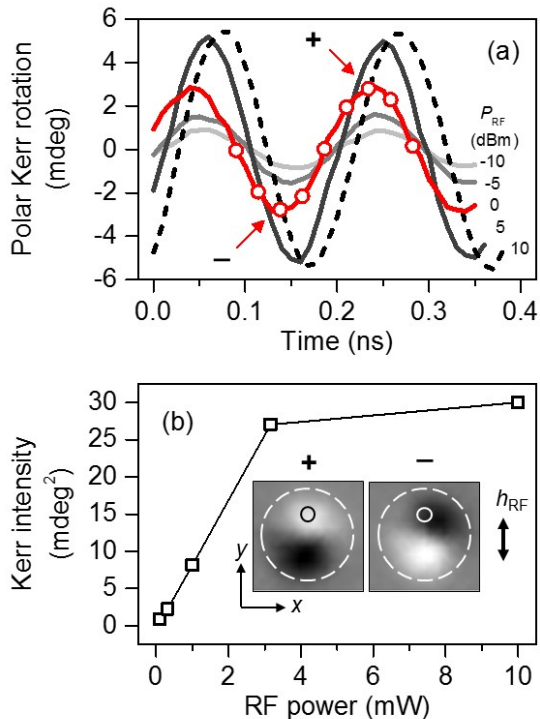 (a)
+
−
P_RF
(dBm)
-10
-5
0
5
10
6
4
2
0
-2
-4
-6
Polar Kerr rotation
(mdeg)
0.0 0.1 0.2 0.3 0.4
Time (ns)
(b)
30
25
20
15
10
5
0
Kerr intensity
(mdeg²)
+ −
h_RF
y
x
0 2 4 6 8 10
RF power (mW)